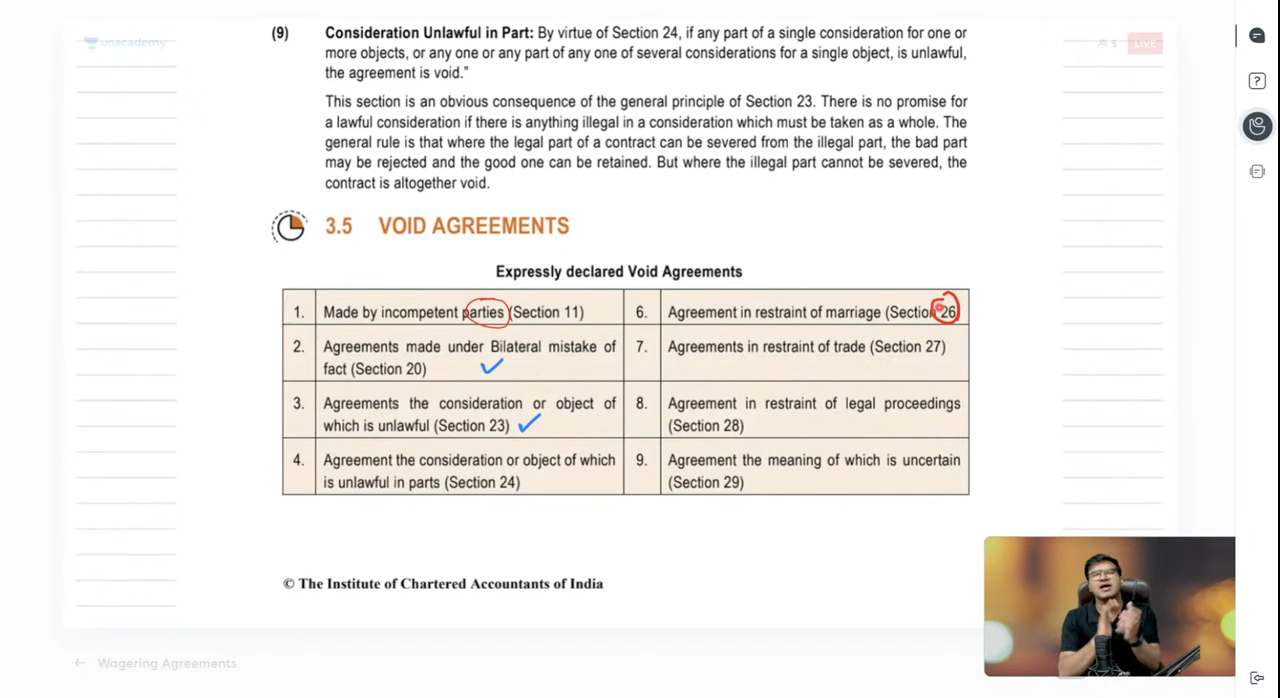 (9) Consideration Unlawful in Part: By virtue of Section 24, if any part of a single consideration for one or
more objects, or any one or any part of any one of several considerations for a single object, is unlawful,
the agreement is void.”
unacademy
5 LIVE
This section is an obvious consequence of the general principle of Section 23. There is no promise for
a lawful consideration if there is anything illegal in a consideration which must be taken as a whole. The
general rule is that where the legal part of a contract can be severed from the illegal part, the bad part
may be rejected and the good one can be retained. But where the illegal part cannot be severed, the
contract is altogether void.
3.5 VOID AGREEMENTS
Expressly declared Void Agreements
1. Made by incompetent parties (Section 11)
6. Agreement in restraint of marriage (Section 26)
2. Agreements made under Bilateral mistake of
fact (Section 20)
7. Agreements in restraint of trade (Section 27)
3. Agreements the consideration or object of
which is unlawful (Section 23)
8. Agreement in restraint of legal proceedings
(Section 28)
4. Agreement the consideration or object of which
is unlawful in parts (Section 24)
9. Agreement the meaning of which is uncertain
(Section 29)
© The Institute of Chartered Accountants of India
← Wagering Agreements